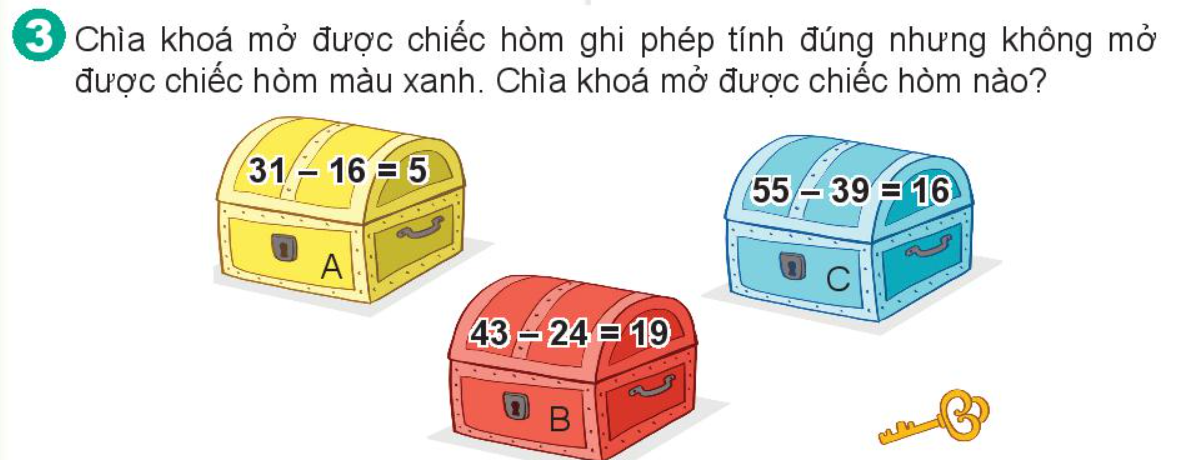 3 Chìa khoá mở được chiếc hòm ghi phép tính đúng nhưng không mở
được chiếc hòm màu xanh. Chìa khoá mở được chiếc hòm nào?
31 – 16 = 5
A
55 – 39 = 16
C
43 – 24 = 19
B